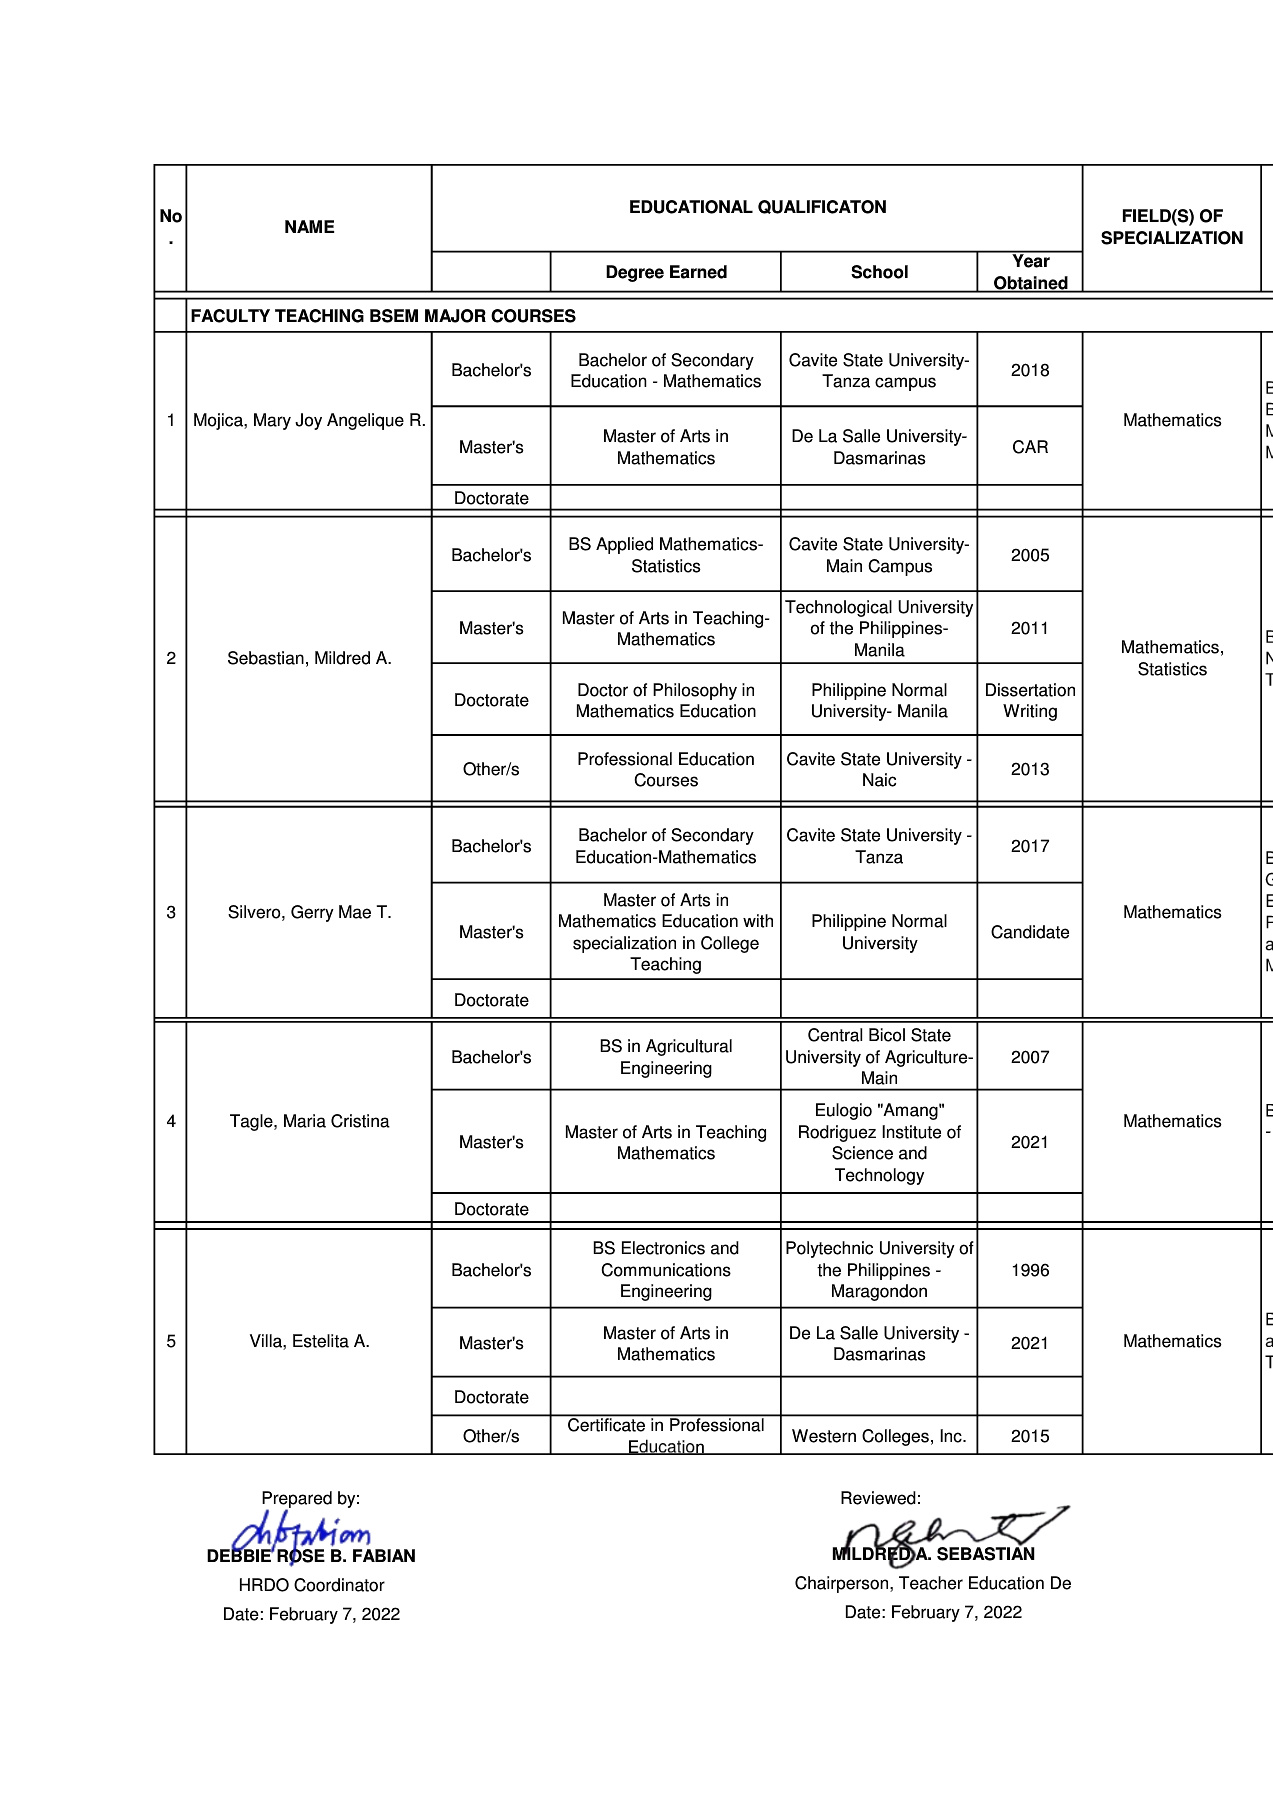 No
.
NAME
EDUCATIONAL QUALIFICATON
FIELD(S) OF
SPECIALIZATION
Degree Earned
School
Year
Obtained
FACULTY TEACHING BSEM MAJOR COURSES
1
Mojica, Mary Joy Angelique R.
Bachelor's
Bachelor of Secondary
Education - Mathematics
Cavite State University-
Tanza campus
2018
Master's
Master of Arts in
Mathematics
De La Salle University-
Dasmarinas
CAR
Doctorate
Mathematics
2
Sebastian, Mildred A.
Bachelor's
BS Applied Mathematics-
Statistics
Cavite State University-
Main Campus
2005
Master's
Master of Arts in Teaching-
Mathematics
Technological University
of the Philippines-
Manila
2011
Doctorate
Doctor of Philosophy in
Mathematics Education
Philippine Normal
University- Manila
Dissertation
Writing
Other/s
Professional Education
Courses
Cavite State University -
Naic
2013
Mathematics,
Statistics
3
Silvero, Gerry Mae T.
Bachelor's
Bachelor of Secondary
Education-Mathematics
Cavite State University -
Tanza
2017
Master's
Master of Arts in
Mathematics Education with
specialization in College
Teaching
Philippine Normal
University
Candidate
Doctorate
Mathematics
4
Tagle, Maria Cristina
Bachelor's
BS in Agricultural
Engineering
Central Bicol State
University of Agriculture-
Main
2007
Master's
Master of Arts in Teaching
Mathematics
Eulogio "Amang"
Rodriguez Institute of
Science and
Technology
2021
Doctorate
Mathematics
5
Villa, Estelita A.
Bachelor's
BS Electronics and
Communications
Engineering
Polytechnic University of
the Philippines -
Maragondon
1996
Master's
Master of Arts in
Mathematics
De La Salle University -
Dasmarinas
2021
Doctorate
Other/s
Certificate in Professional
Education
Western Colleges, Inc.
2015
Mathematics
Prepared by:
DEBBIE ROSE B. FABIAN
HRDO Coordinator
Date: February 7, 2022
Reviewed:
MILDRED A. SEBASTIAN
Chairperson, Teacher Education De
Date: February 7, 2022